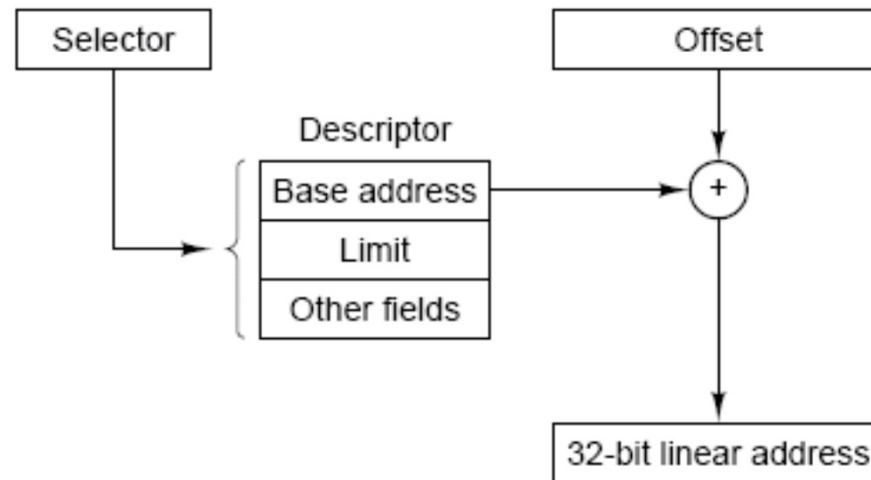 Selector
Offset
Descriptor
Base address
+
Limit
Other fields
32-bit linear address